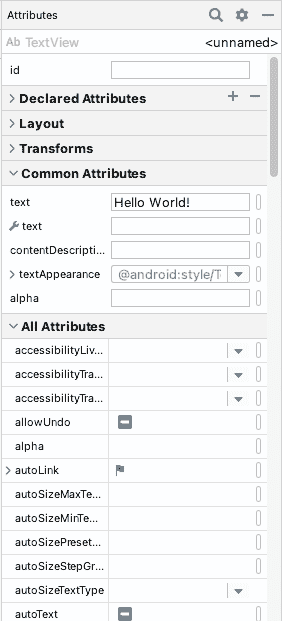 Attributes
Ab TextView <unnamed>
id
Declared Attributes
Layout
Transforms
Common Attributes
text Hello World!
text
contentDescripti...
textAppearance @android:style/T
alpha
All Attributes
accessibilityLiv...
accessibilityTra...
accessibilityTra...
allowUndo
alpha
autoLink
autoSizeMaxTe...
autoSizeMinTe...
autoSizePreset...
autoSizeStepGr...
autoSizeTextType
autoText